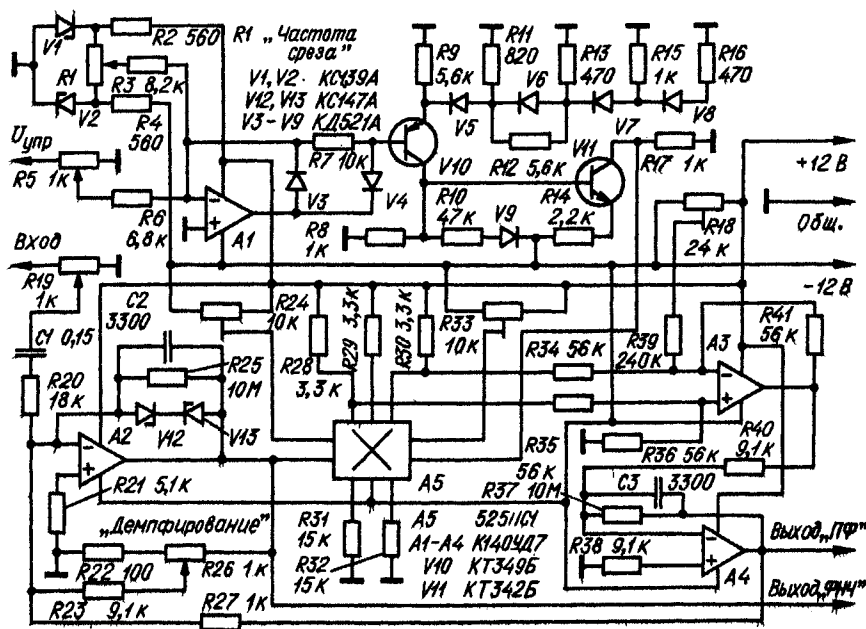 V1
R2 560
R1 „Частота
среза"
R1
R3
8,2к
V2
R4
560
V1, V2 · КС139А
V12, V13 КС147А
V3 – V9 КД521А
R9
5,6к
R11
820
R13
470
R15
1к
R16
470
V6
V5
V8
V7
R7 10к
V10
R12 5,6к
V11
R17 1к
+12 В
Uупр
R5 1к
R6
6,8к
A1
V3
V4
R8
1к
R10
47к
V9
R14
2,2к
R18
24 к
Общ.
-12 В
Вход
R19
1к
C1 0,15
C2
3300
R24
10к
R28
3,3к
R29 3,3к
R30 3,3к
R33
10к
R34 56к
R39
240к
A3
R41
56к
R20
18к
R25
10М
V12
V13
A2
R21 5,1к
A5
R35
56к
R36 56к
R40
9,1к
R37 10М
C3 3300
„Демпфирование"
R31
15к
R32
15к
A5 525ПС1
A1–A4 К140УД7
V10 КТ349Б
V11 КТ342Б
R38 9,1к
A4
Выход „ПФ"
R22 100
R26 1к
R23 9,1к
R27 1к
Выход „ФНЧ"